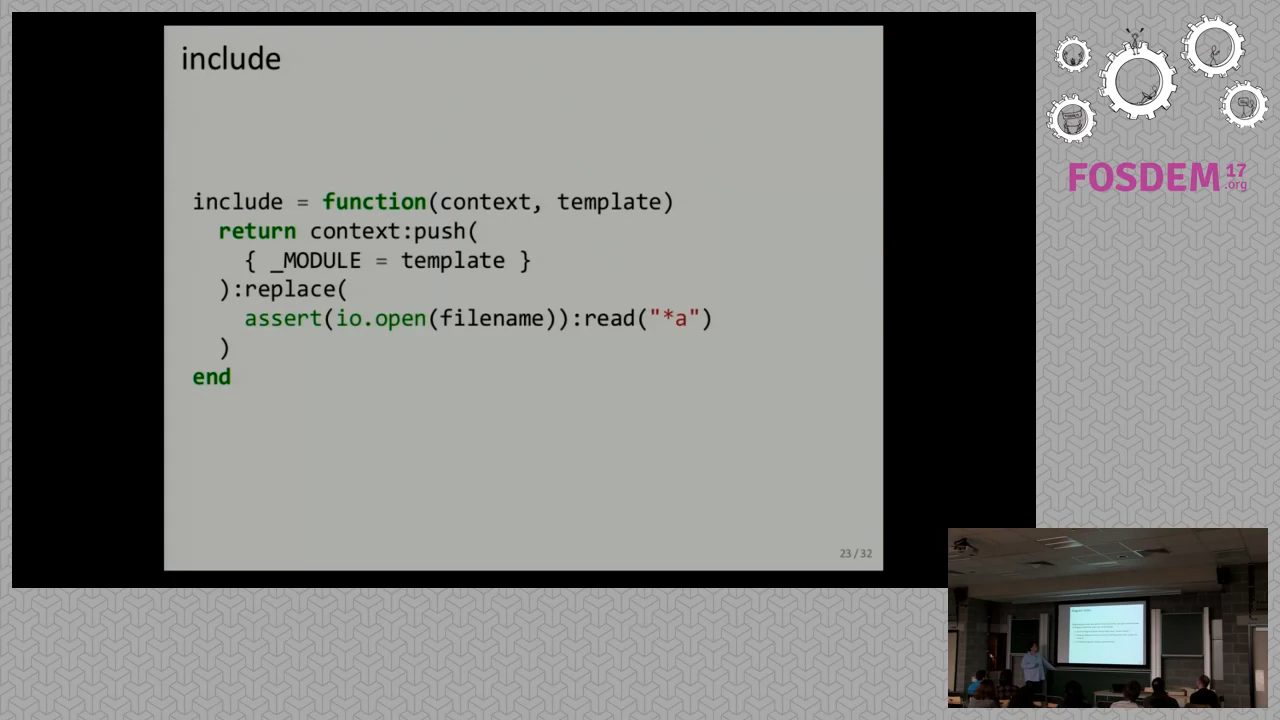 include
include = function(context, template)
  return context:push(
    { _MODULE = template }
  ):replace(
    assert(io.open(filename)):read("*a")
  )
end
23 / 32
FOSDEM 17 .org